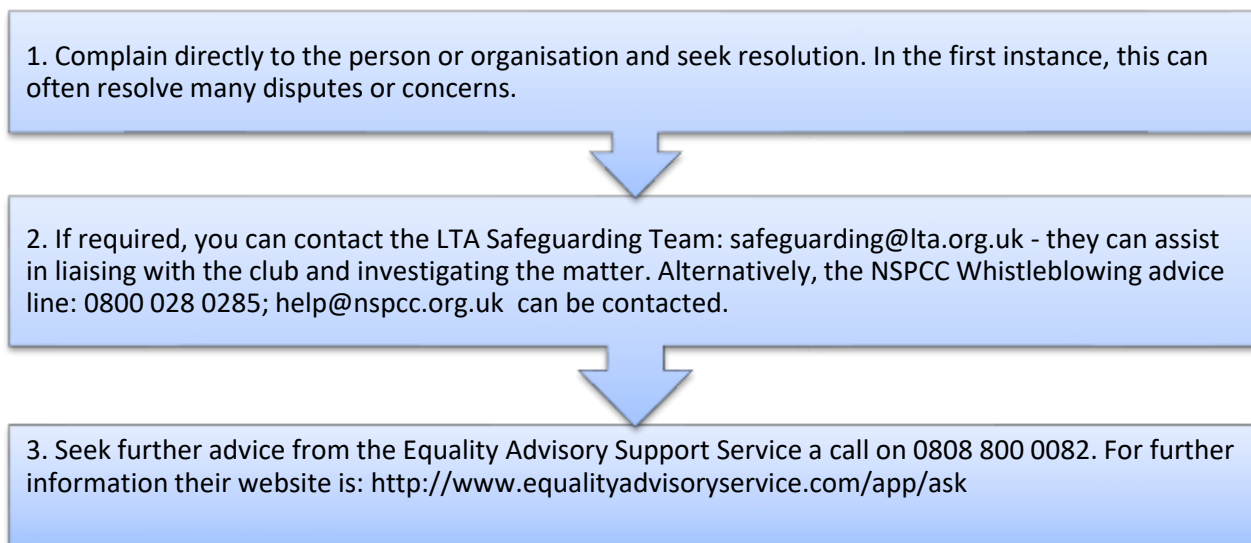 1. Complain directly to the person or organisation and seek resolution. In the first instance, this can
often resolve many disputes or concerns.
2. If required, you can contact the LTA Safeguarding Team: safeguarding@lta.org.uk - they can assist
in liaising with the club and investigating the matter. Alternatively, the NSPCC Whistleblowing advice
line: 0800 028 0285; help@nspcc.org.uk  can be contacted.
3. Seek further advice from the Equality Advisory Support Service a call on 0808 800 0082. For further
information their website is: http://www.equalityadvisoryservice.com/app/ask